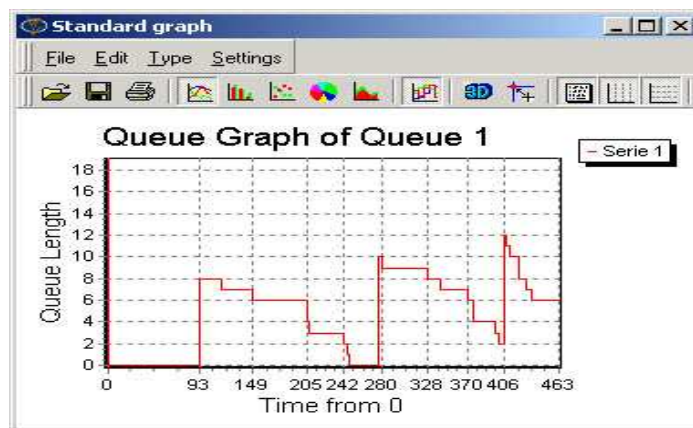 Standard graph
File Edit Type Settings
3D
Queue Graph of Queue 1
Serie 1
18
16
14
12
10
8
6
4
2
0
Queue Length
0 93 149 205 242 280 328 370 406 463
Time from 0